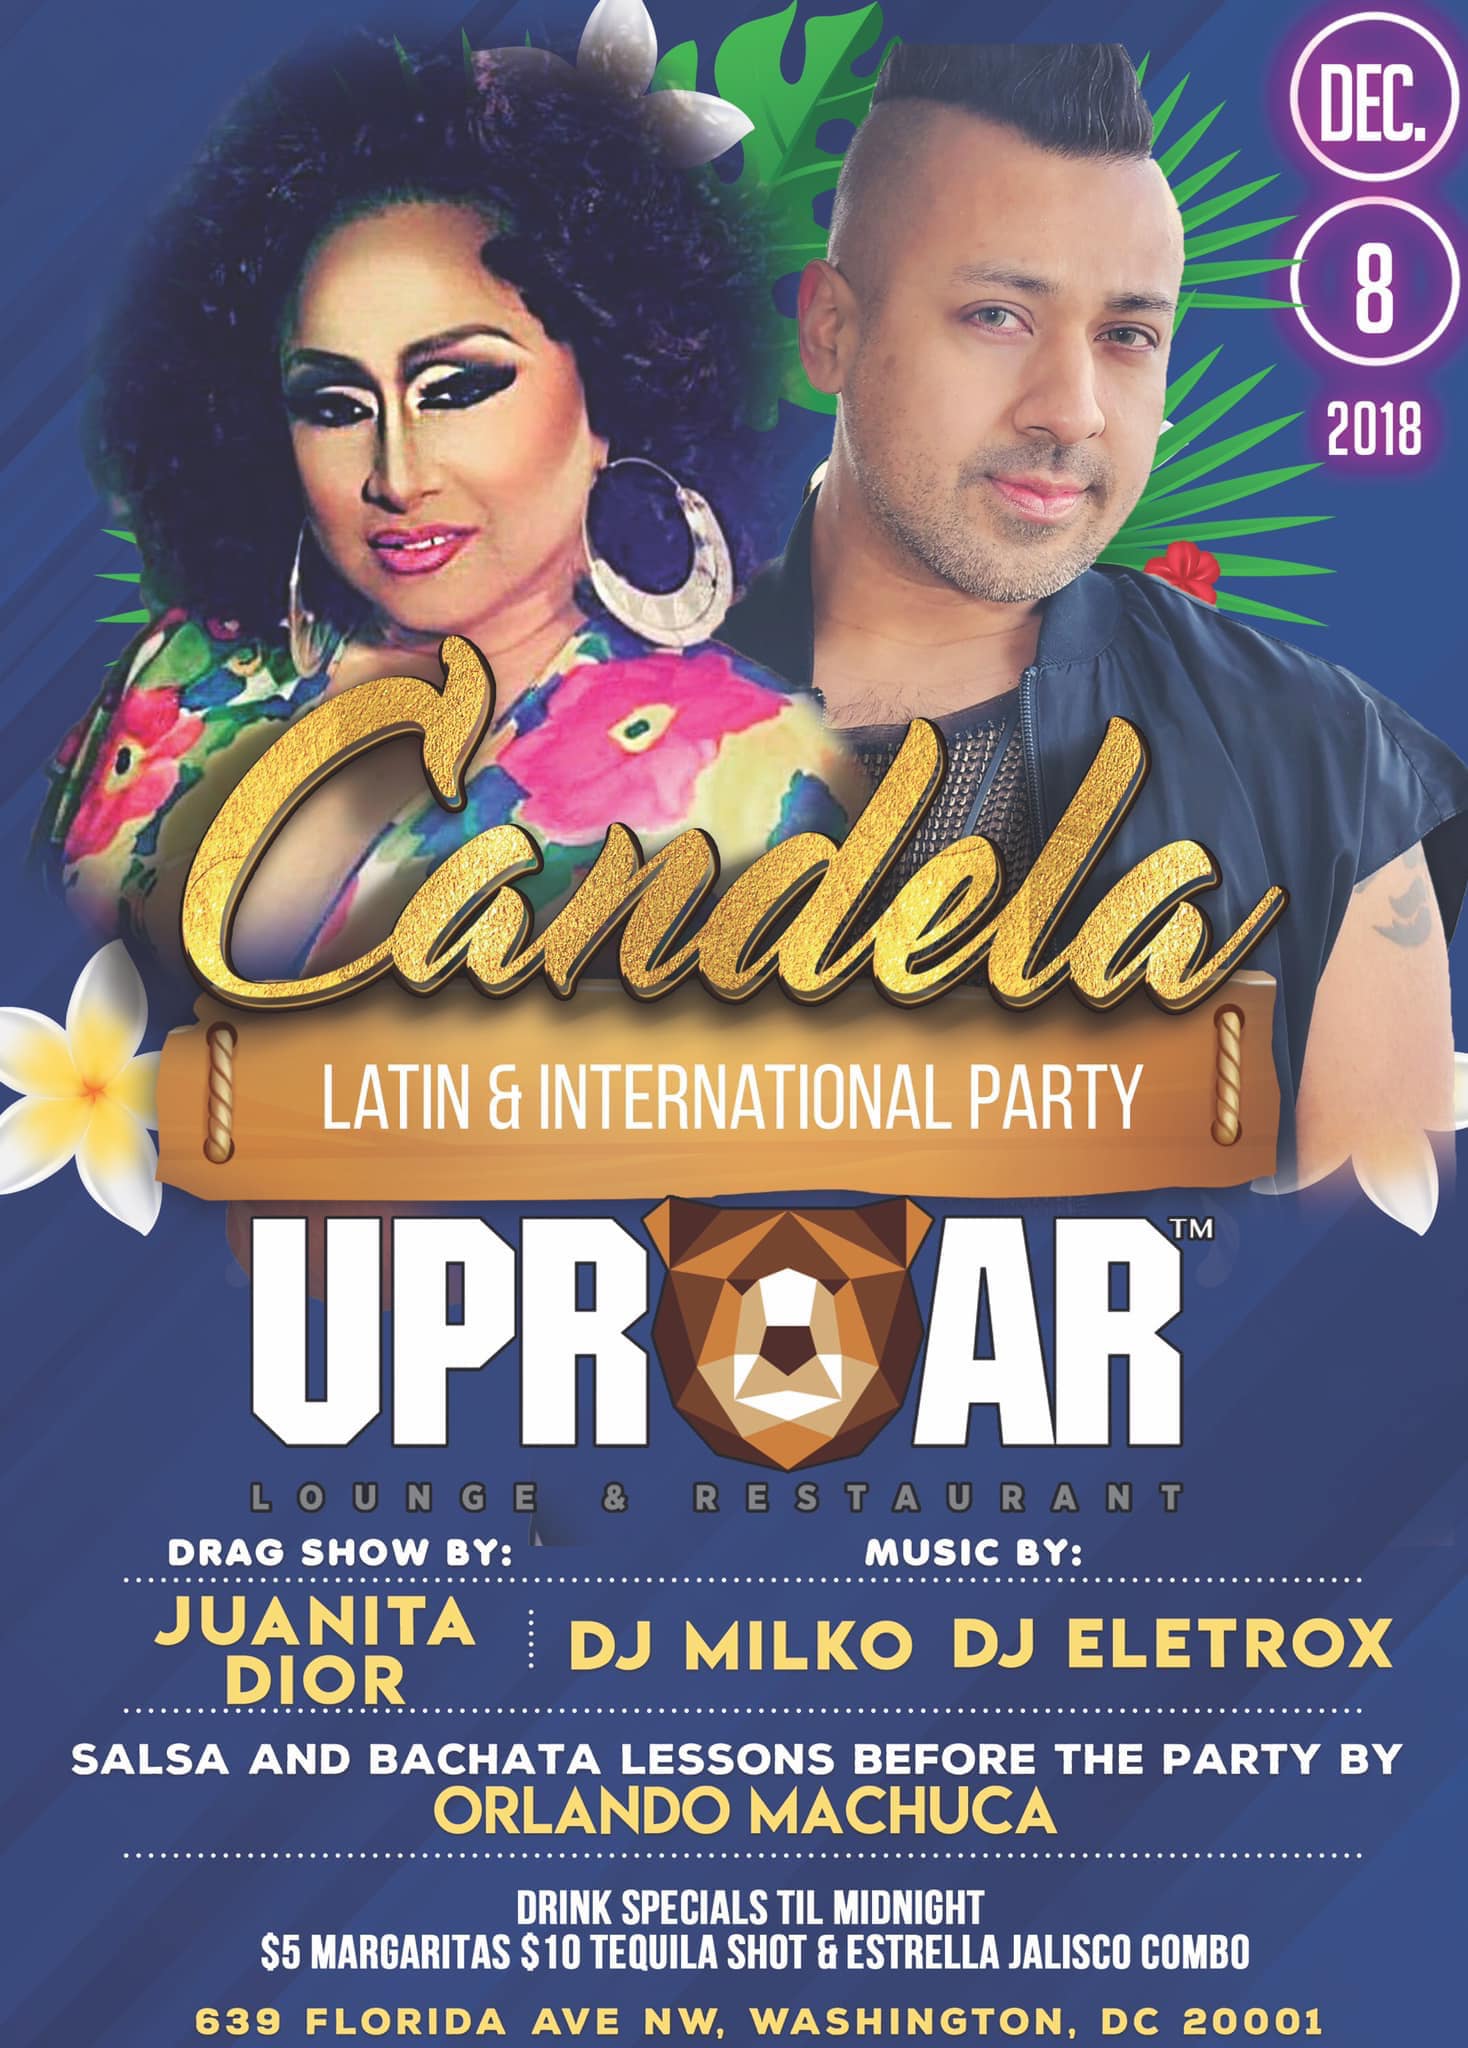 DEC.
8
2018
Candela
LATIN & INTERNATIONAL PARTY
UPROAR™
LOUNGE & RESTAURANT
DRAG SHOW BY:
MUSIC BY:
JUANITA
DIOR
DJ MILKO DJ ELETROX
SALSA AND BACHATA LESSONS BEFORE THE PARTY BY
ORLANDO MACHUCA
DRINK SPECIALS TIL MIDNIGHT
$5 MARGARITAS $10 TEQUILA SHOT & ESTRELLA JALISCO COMBO
639 FLORIDA AVE NW, WASHINGTON, DC 20001